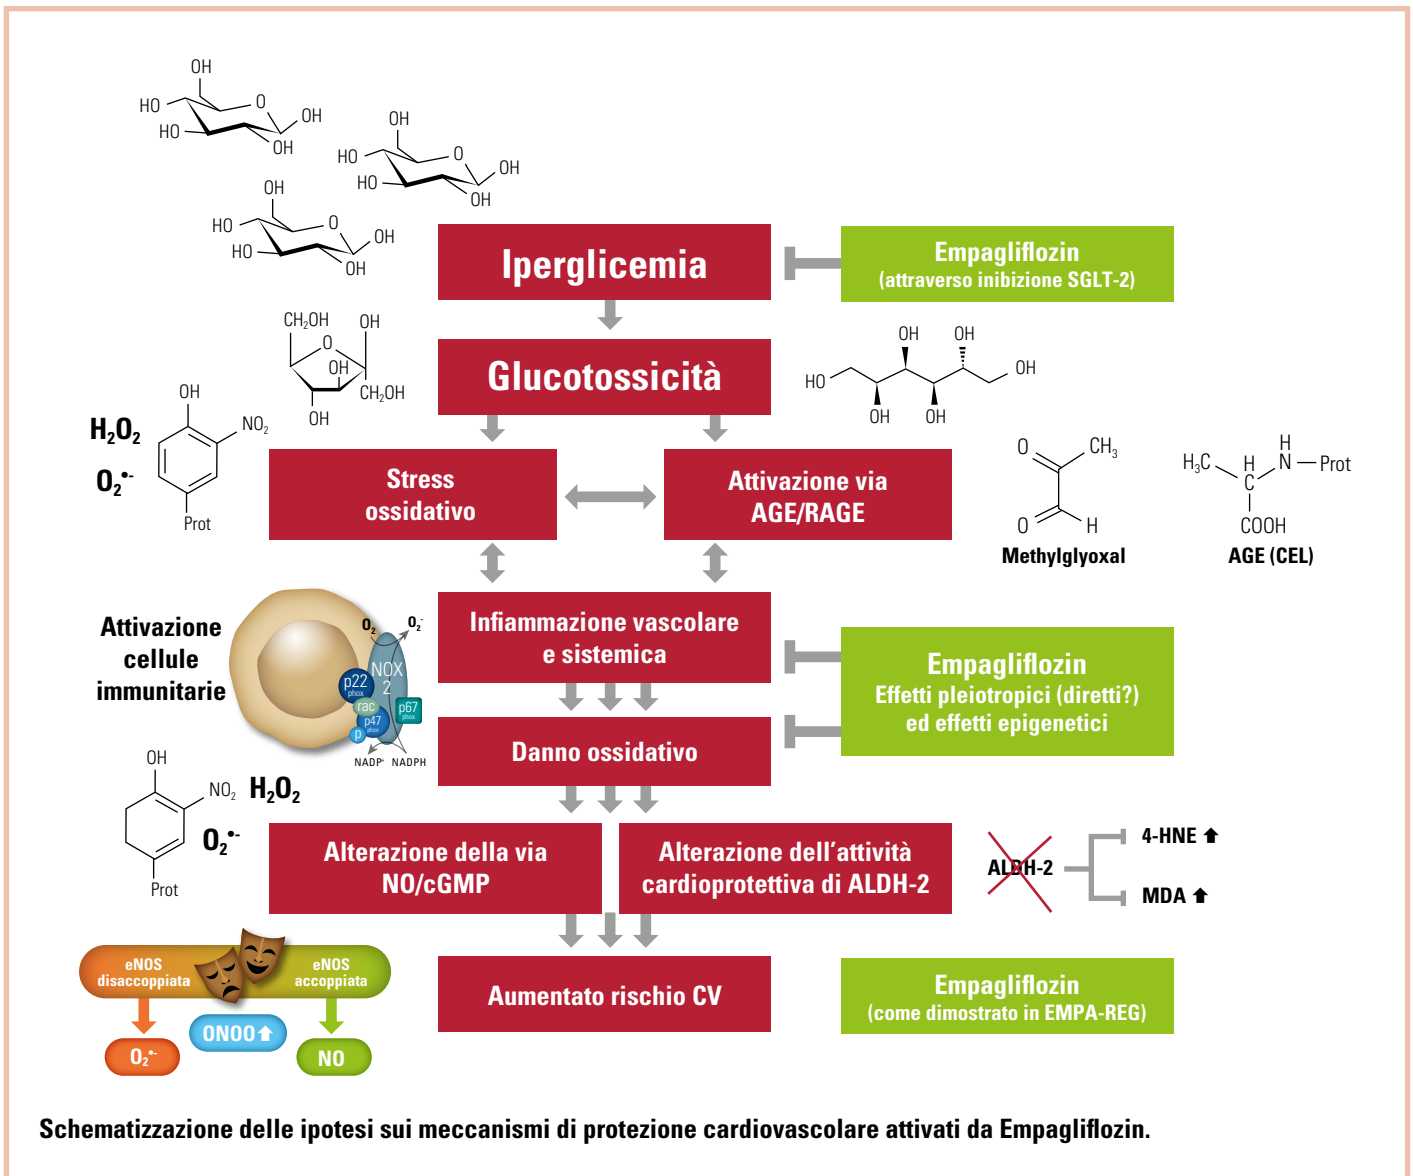 OH
HO
O
OH
HO
OH
OH
HO
O
OH
HO
OH
OH
HO
O
OH
HO
OH
Iperglicemia
Empagliflozin
(attraverso inibizione SGLT-2)
CH₂OH
OH
O
OH
CH₂OH
OH
Glucotossicità
OH
OH
HO
OH
OH
OH
H₂O₂
O₂•-
OH
NO₂
Prot
Stress
ossidativo
Attivazione via
AGE/RAGE
O
CH₃
O
H
Methylglyoxal
H₃C
H
C
H
N
Prot
COOH
AGE (CEL)
Attivazione
cellule
immunitarie
O₂
O₂-
NOX
2
p22
phox
rac
p47
phox
p
p67
phox
NADP+
NADPH
Infiammazione vascolare
e sistemica
Empagliflozin
Effetti pleiotropici (diretti?)
ed effetti epigenetici
Danno ossidativo
OH
NO₂
H₂O₂
O₂•-
Prot
Alterazione della via
NO/cGMP
Alterazione dell'attività
cardioprotettiva di ALDH-2
ALDH-2
4-HNE ⬆
MDA ⬆
eNOS
disaccoppiata
eNOS
accoppiata
ONOO⬆
O₂•-
NO
Aumentato rischio CV
Empagliflozin
(come dimostrato in EMPA-REG)
Schematizzazione delle ipotesi sui meccanismi di protezione cardiovascolare attivati da Empagliflozin.